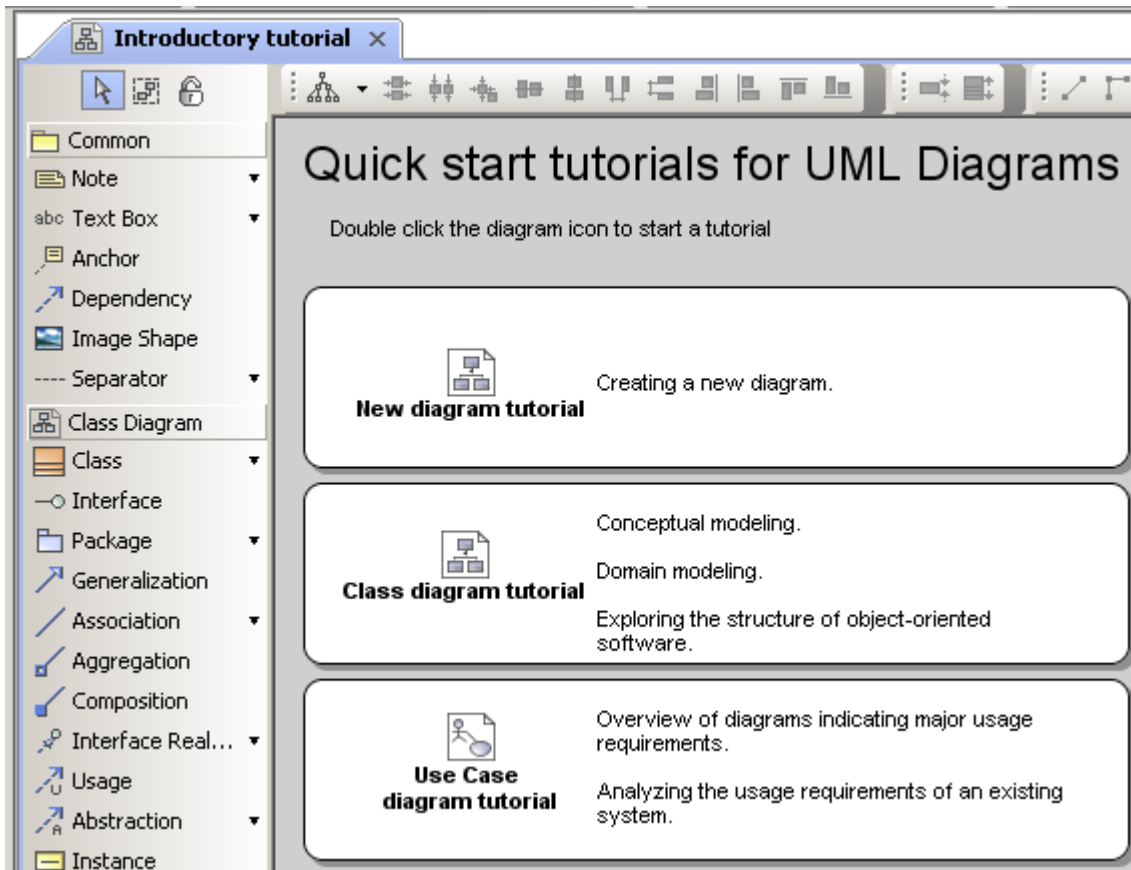 Introductory tutorial
Common
Note
abc Text Box
Anchor
Dependency
Image Shape
Separator
Class Diagram
Class
Interface
Package
Generalization
Association
Aggregation
Composition
Interface Real...
Usage
Abstraction
Instance
Quick start tutorials for UML Diagrams
Double click the diagram icon to start a tutorial
New diagram tutorial
Creating a new diagram.
Class diagram tutorial
Conceptual modeling.
Domain modeling.
Exploring the structure of object-oriented
software.
Use Case
diagram tutorial
Overview of diagrams indicating major usage
requirements.
Analyzing the usage requirements of an existing
system.